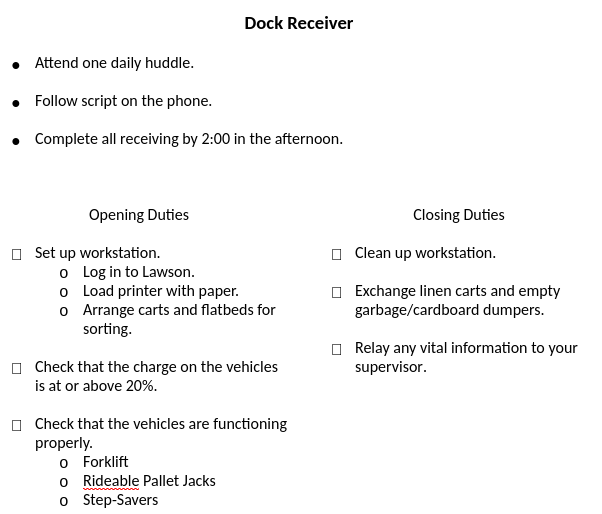 Dock Receiver
● Attend one daily huddle.
● Follow script on the phone.
● Complete all receiving by 2:00 in the afternoon.
Opening Duties
☐ Set up workstation.
o Log in to Lawson.
o Load printer with paper.
o Arrange carts and flatbeds for
sorting.
☐ Check that the charge on the vehicles
is at or above 20%.
☐ Check that the vehicles are functioning
properly.
o Forklift
o Rideable Pallet Jacks
o Step-Savers
Closing Duties
☐ Clean up workstation.
☐ Exchange linen carts and empty
garbage/cardboard dumpers.
☐ Relay any vital information to your
supervisor.